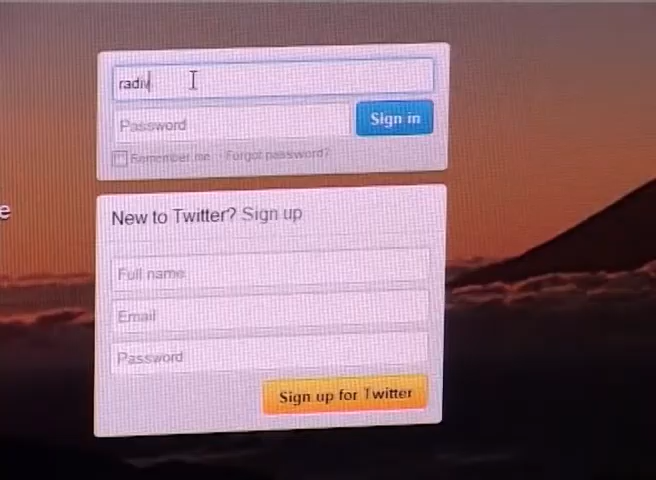 radiv
Password
Sign in
Remember me · Forgot password?
e
New to Twitter? Sign up
Full name
Email
Password
Sign up for Twitter